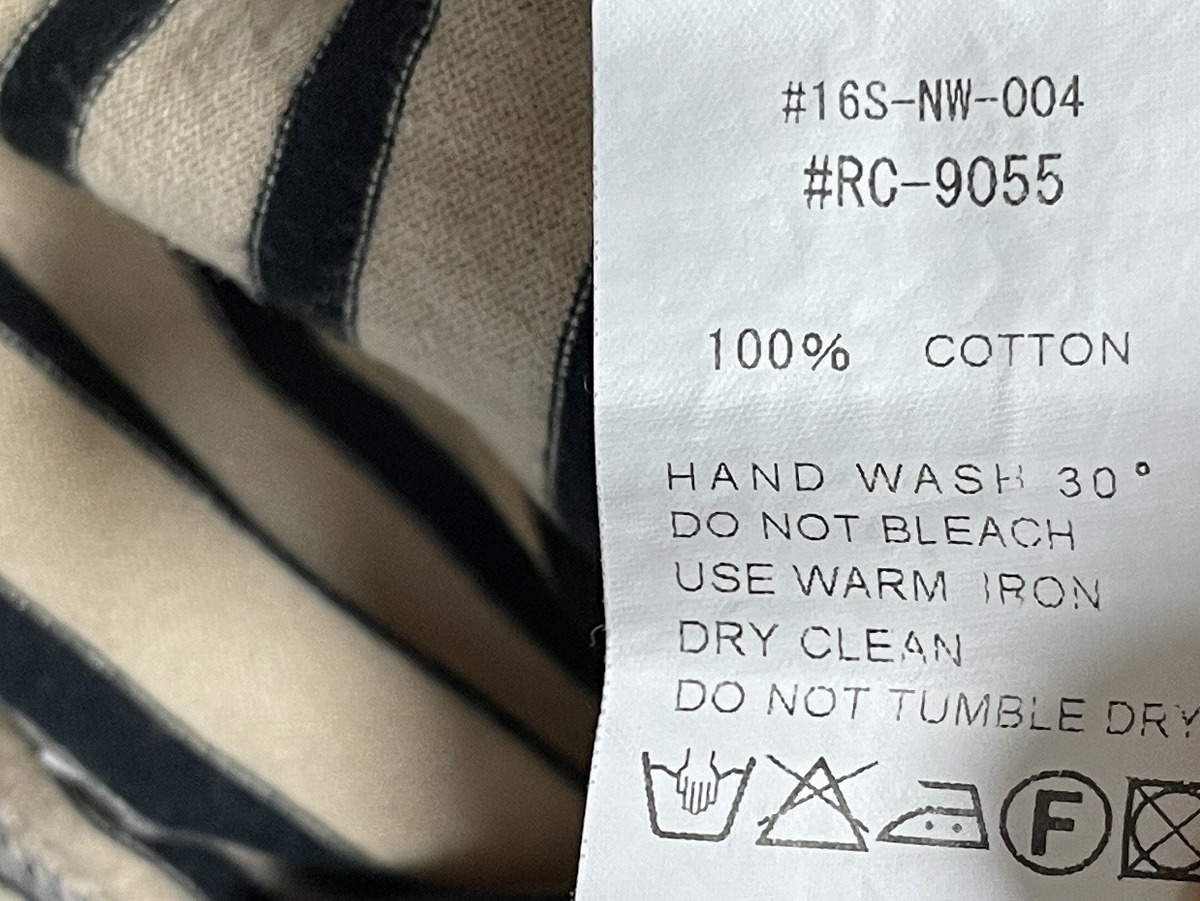 #16S-NW-004
#RC-9055
100% COTTON
HAND WASH 30°
DO NOT BLEACH
USE WARM IRON
DRY CLEAN
DO NOT TUMBLE DRY
F